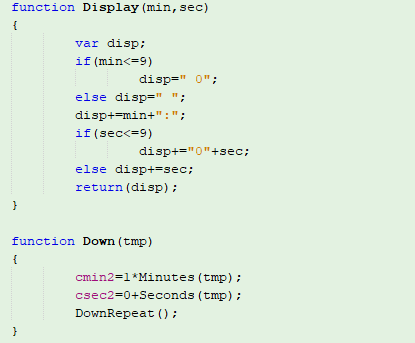 function Display(min,sec)
{
var disp;
if(min<=9)
disp=" 0";
else disp=" ";
disp+=min+":";
if(sec<=9)
disp+="0"+sec;
else disp+=sec;
return(disp);
}
function Down(tmp)
{
cmin2=1*Minutes(tmp);
csec2=0+Seconds(tmp);
DownRepeat();
}